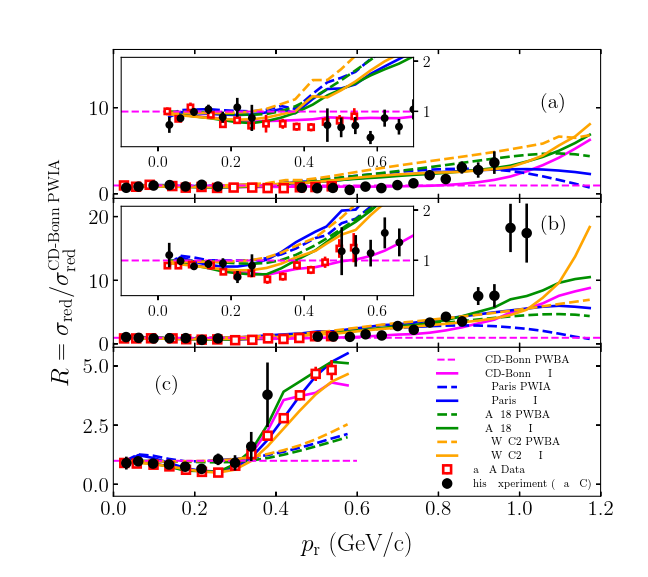 R = σred/σred CD-Bonn PWIA
10
0
(a)
2
1
0.0 0.2 0.4 0.6
20
10
0
(b)
2
1
0.0 0.2 0.4 0.6
5.0
2.5
0.0
(c)
CD-Bonn PWBA
CD-Bonn I
Paris PWIA
Paris I
A 18 PWBA
A 18 I
W C2 PWBA
W C2 I
a A Data
his xperiment ( a C)
0.0 0.2 0.4 0.6 0.8 1.0 1.2
pr (GeV/c)